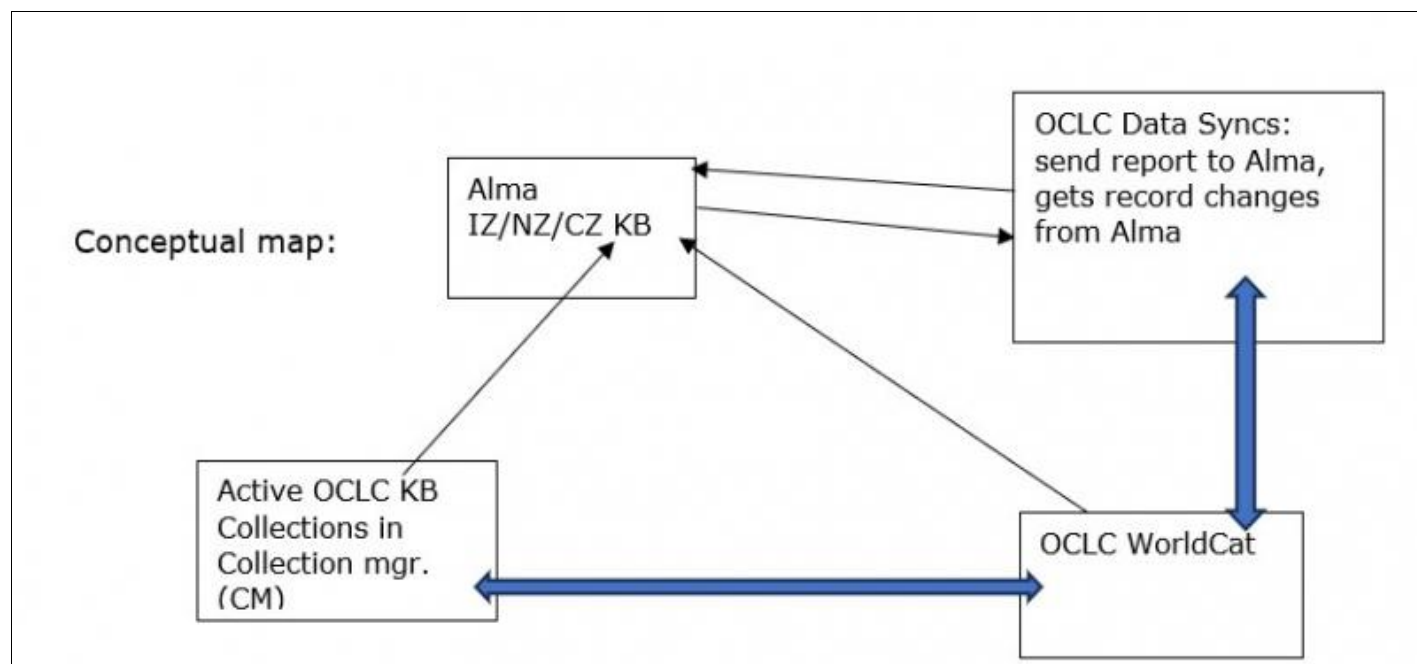 OCLC Data Syncs:
send report to Alma,
gets record changes
from Alma
Alma
IZ/NZ/CZ KB
Conceptual map:
Active OCLC KB
Collections in
Collection mgr.
(CM)
OCLC WorldCat